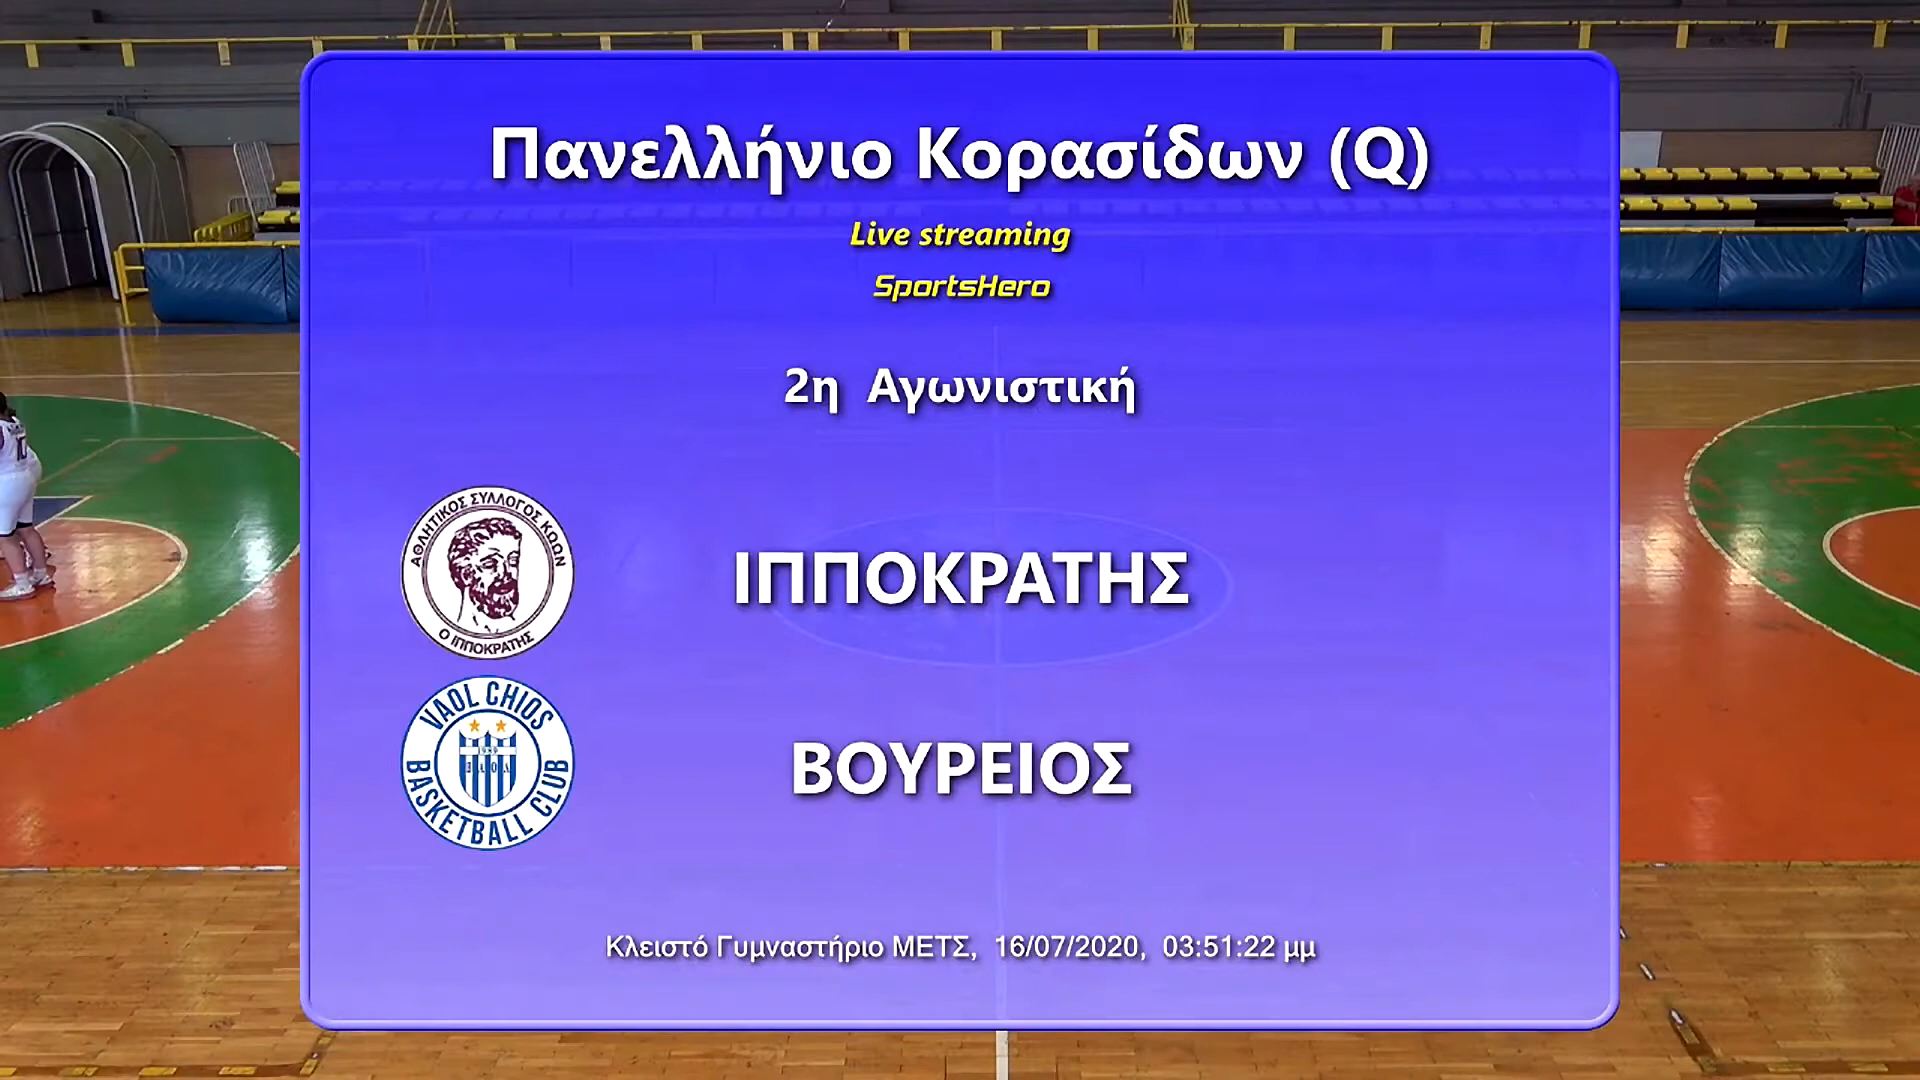 Πανελλήνιο Κορασίδων (Q)
Live streaming
SportsHero
2η Αγωνιστική
ΑΘΛΗΤΙΚΟΣ ΣΥΛΛΟΓΟΣ ΚΩΩΝ
Ο ΙΠΠΟΚΡΑΤΗΣ
ΙΠΠΟΚΡΑΤΗΣ
VAOL CHIOS
BASKETBALL CLUB
ΒΟΥΡΕΙΟΣ
Κλειστό Γυμναστήριο ΜΕΤΣ, 16/07/2020, 03:51:22 μμ